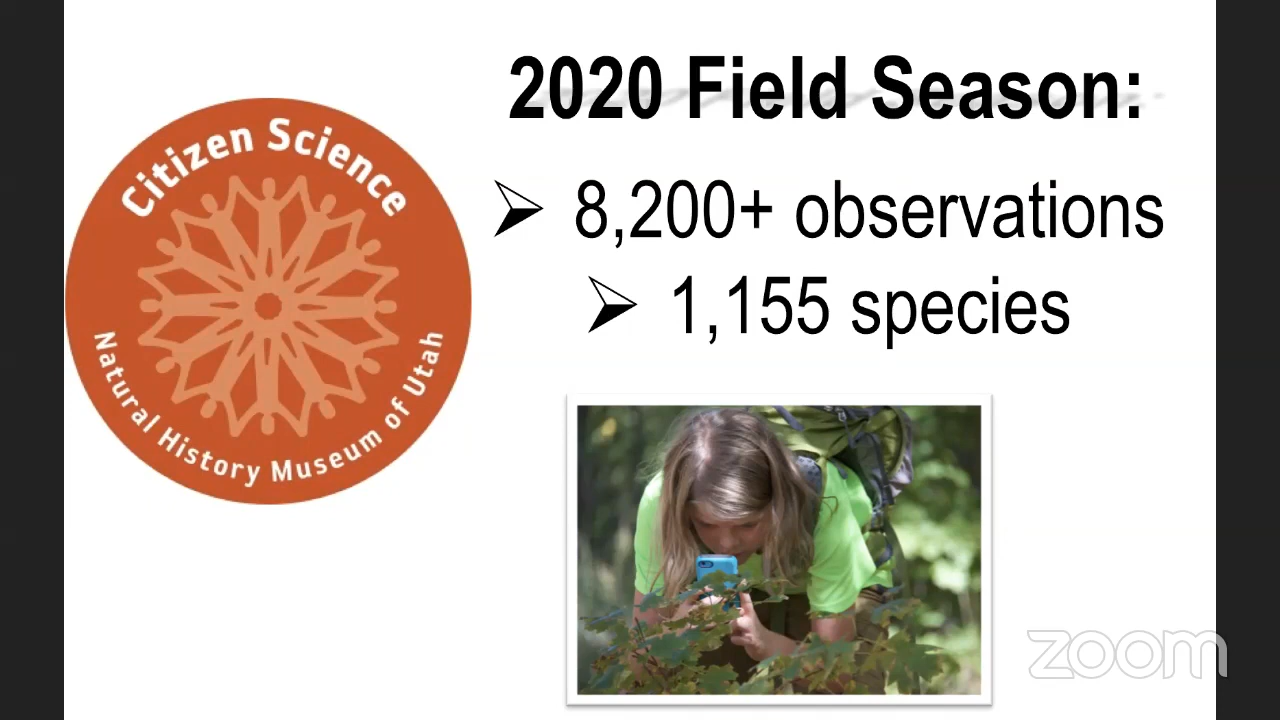 2020 Field Season:
➢ 8,200+ observations
➢ 1,155 species
Citizen Science
Natural History Museum of Utah
zoom